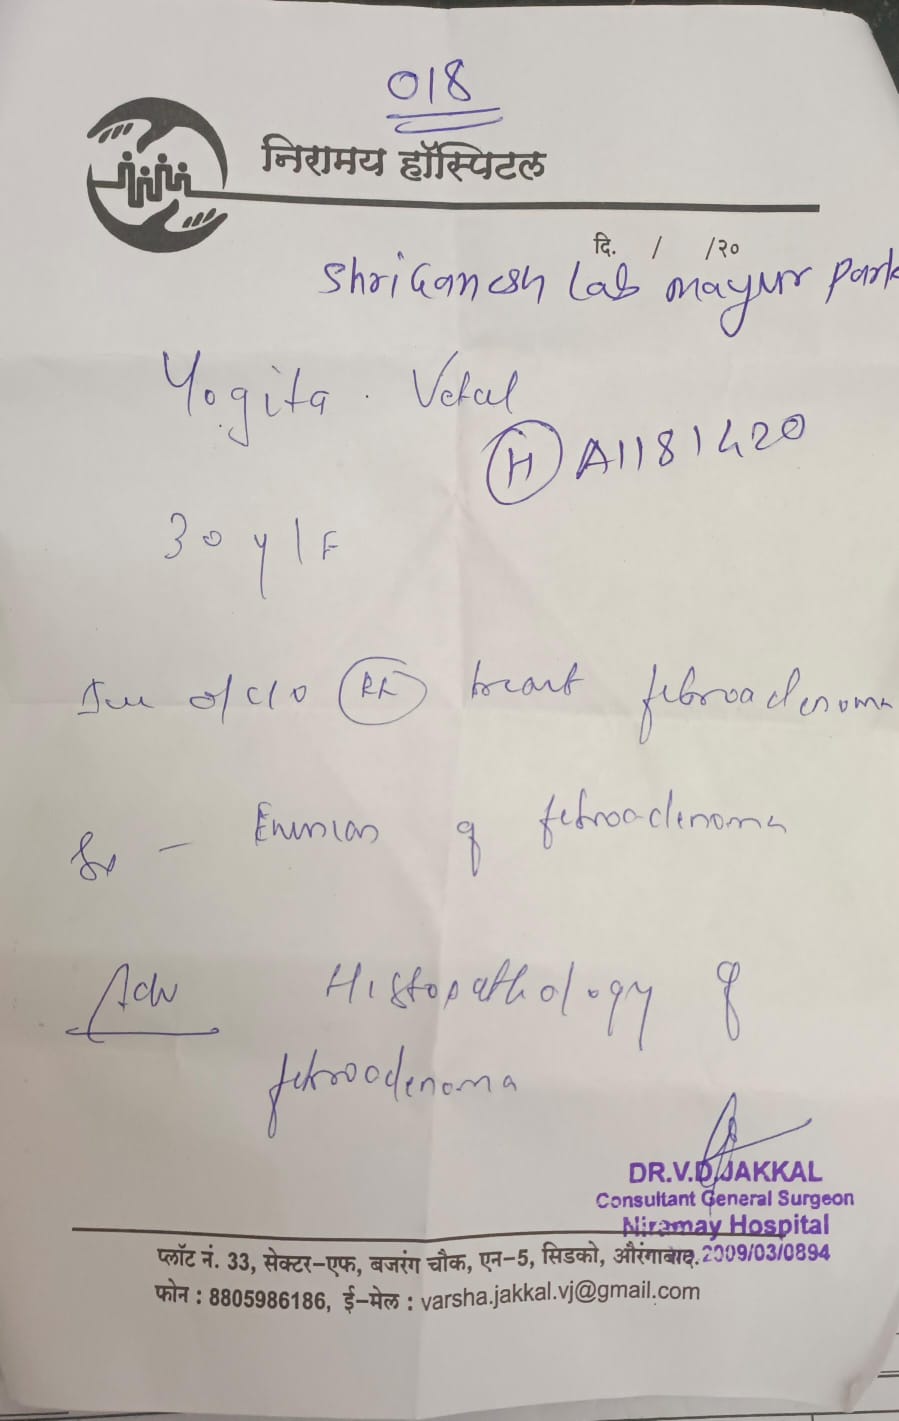 018
निरामय हॉस्पिटल
दि. / /२०
Shri Ganesh Lab Mayur Park
Yogita. Vetal
(H) A1181420
30 y/F
c/o (Rt) breast fibroadenoma
Excision of fibroadenoma
Adv Histopathology of
fibroadenoma
DR.V.D.JAKKAL
Consultant General Surgeon
Niramay Hospital
2009/03/0894
प्लॉट नं. 33, सेक्टर-एफ, बजरंग चौक, एन-5, सिडको, औरंगाबाद.
फोन : 8805986186, ई-मेल : varsha.jakkal.vj@gmail.com